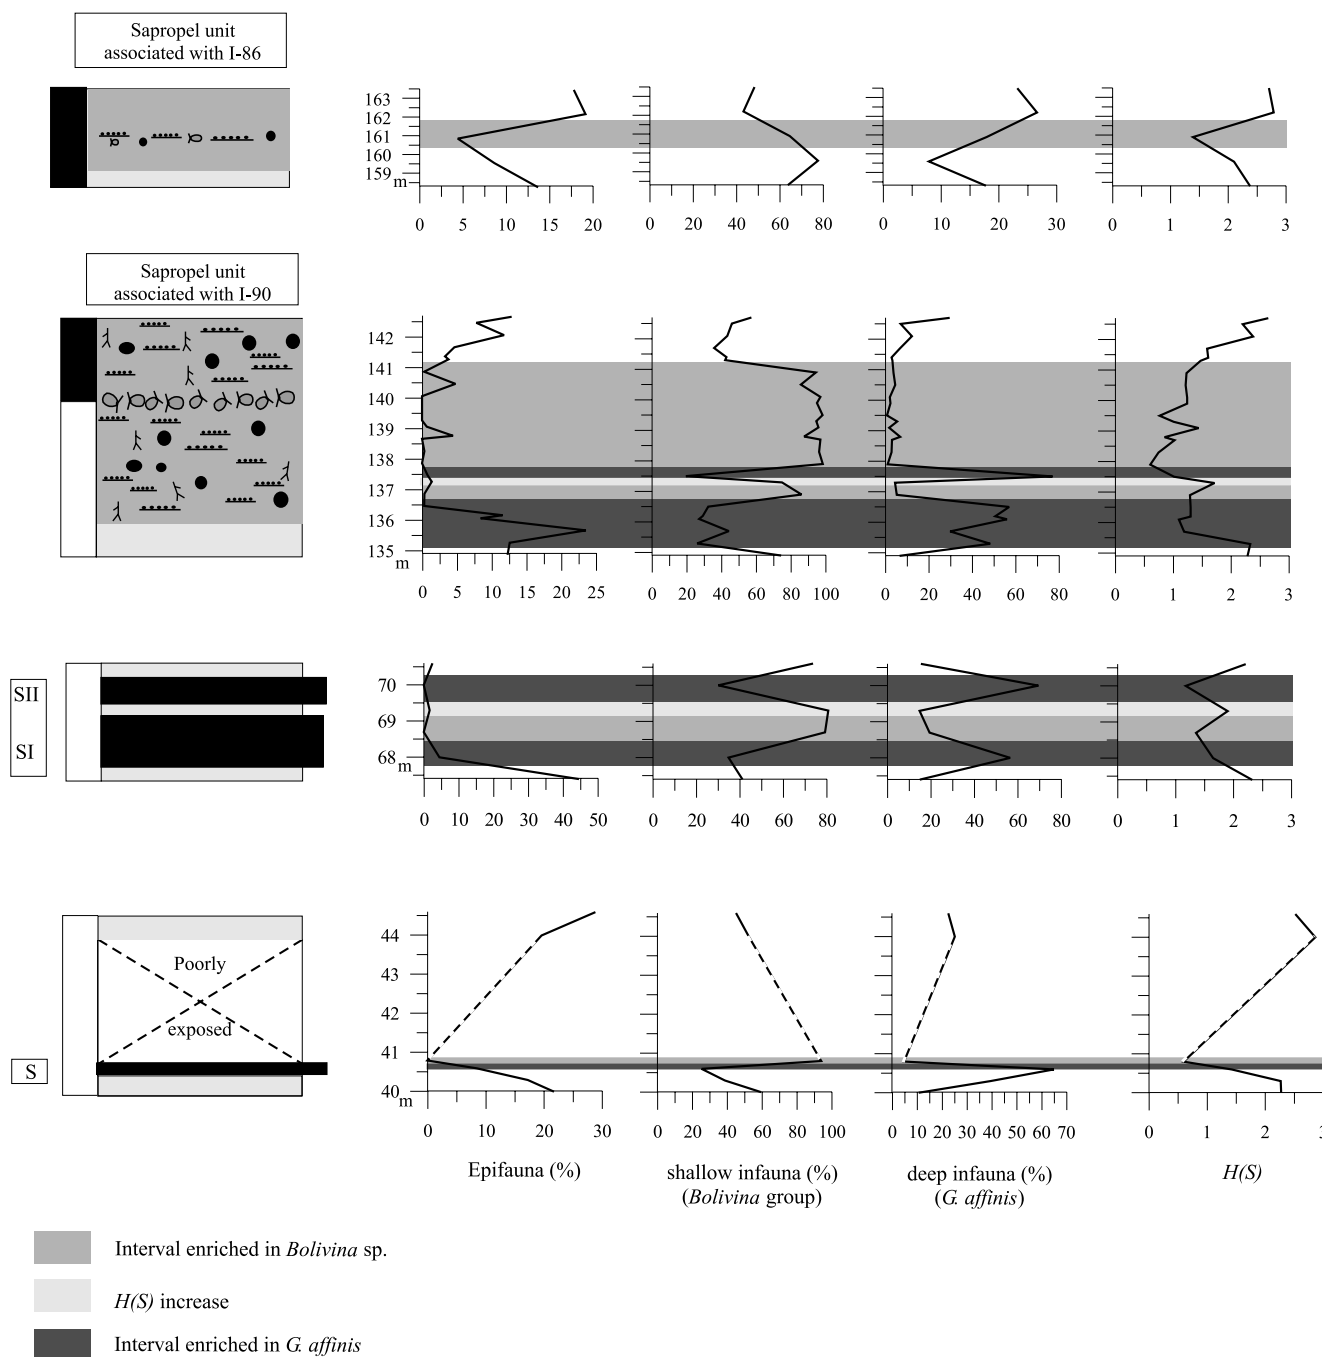 Sapropel unit
associated with I-86
163
162
161
160
159
m
0 5 10 15 20
0 20 40 60 80
0 10 20 30
0 1 2 3
Sapropel unit
associated with I-90
142
141
140
139
138
137
136
135
m
0 5 10 15 20 25
0 20 40 60 80 100
0 20 40 60 80
0 1 2 3
SII
SI
70
69
68
m
0 10 20 30 40 50
0 20 40 60 80
0 20 40 60 80
0 1 2 3
Poorly
exposed
S
44
43
42
41
40
m
0 10 20 30
0 20 40 60 80 100
0 10 20 30 40 50 60 70
0 1 2 3
Epifauna (%)
shallow infauna (%)
(Bolivina group)
deep infauna (%)
(G. affinis)
H(S)
Interval enriched in Bolivina sp.
H(S) increase
Interval enriched in G. affinis